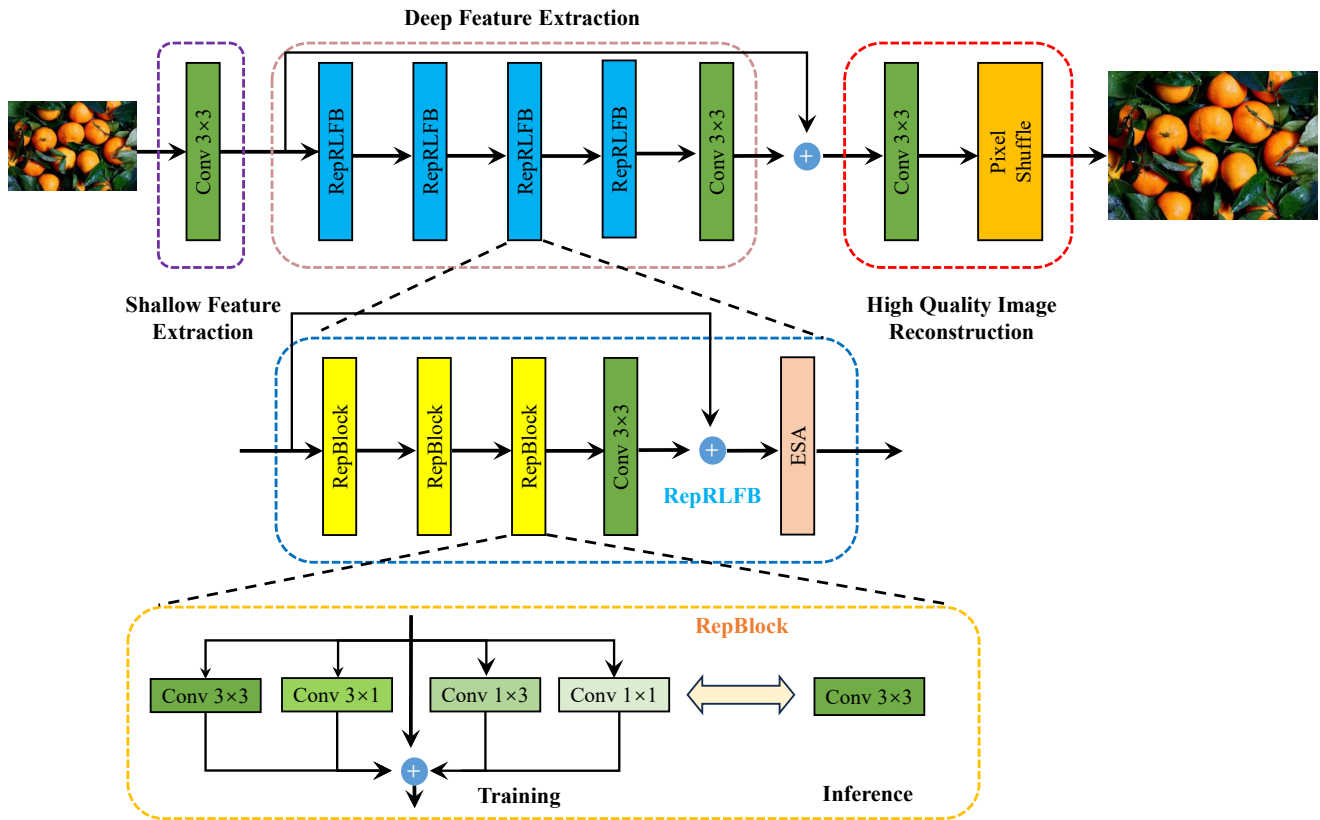 Deep Feature Extraction
Conv 3×3
RepRLFB
RepRLFB
RepRLFB
RepRLFB
Conv 3×3
+
Conv 3×3
Pixel
Shuffle
Shallow Feature
Extraction
High Quality Image
Reconstruction
RepBlock
RepBlock
RepBlock
Conv 3×3
+
ESA
RepRLFB
RepBlock
Conv 3×3
Conv 3×1
Conv 1×3
Conv 1×1
Conv 3×3
+
Training
Inference